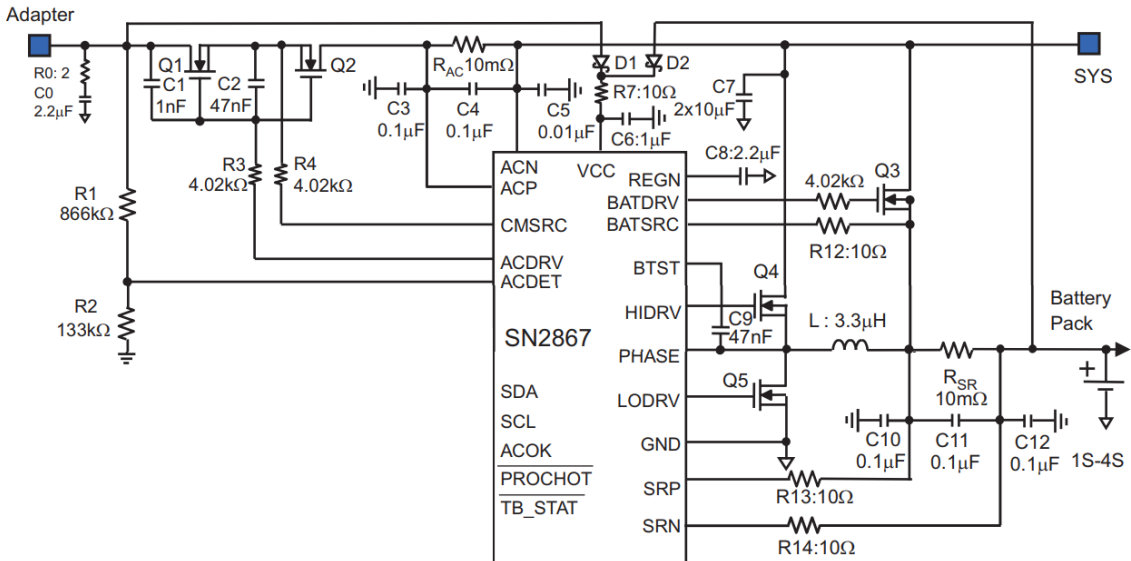 Adapter
R0: 2
C0
2.2µF
C1
1nF
Q1
C2
47nF
Q2
RAC 10mΩ
C3
0.1µF
C4
0.1µF
C5
0.01µF
D1
D2
R7:10Ω
C6:1µF
C7
2x10µF
SYS
R1
866kΩ
R2
133kΩ
R3
4.02kΩ
R4
4.02kΩ
ACN
ACP
CMSRC
ACDRV
ACDET
SN2867
SDA
SCL
ACOK
PROCHOT
TB_STAT
VCC
REGN
BATDRV
BATSRC
BTST
HIDRV
PHASE
LODRV
GND
SRP
SRN
C8:2.2µF
4.02kΩ
Q3
R12:10Ω
Q4
C9
47nF
L : 3.3µH
Q5
RSR
10mΩ
Battery
Pack
+
1S-4S
C10
0.1µF
C11
0.1µF
C12
0.1µF
R13:10Ω
R14:10Ω